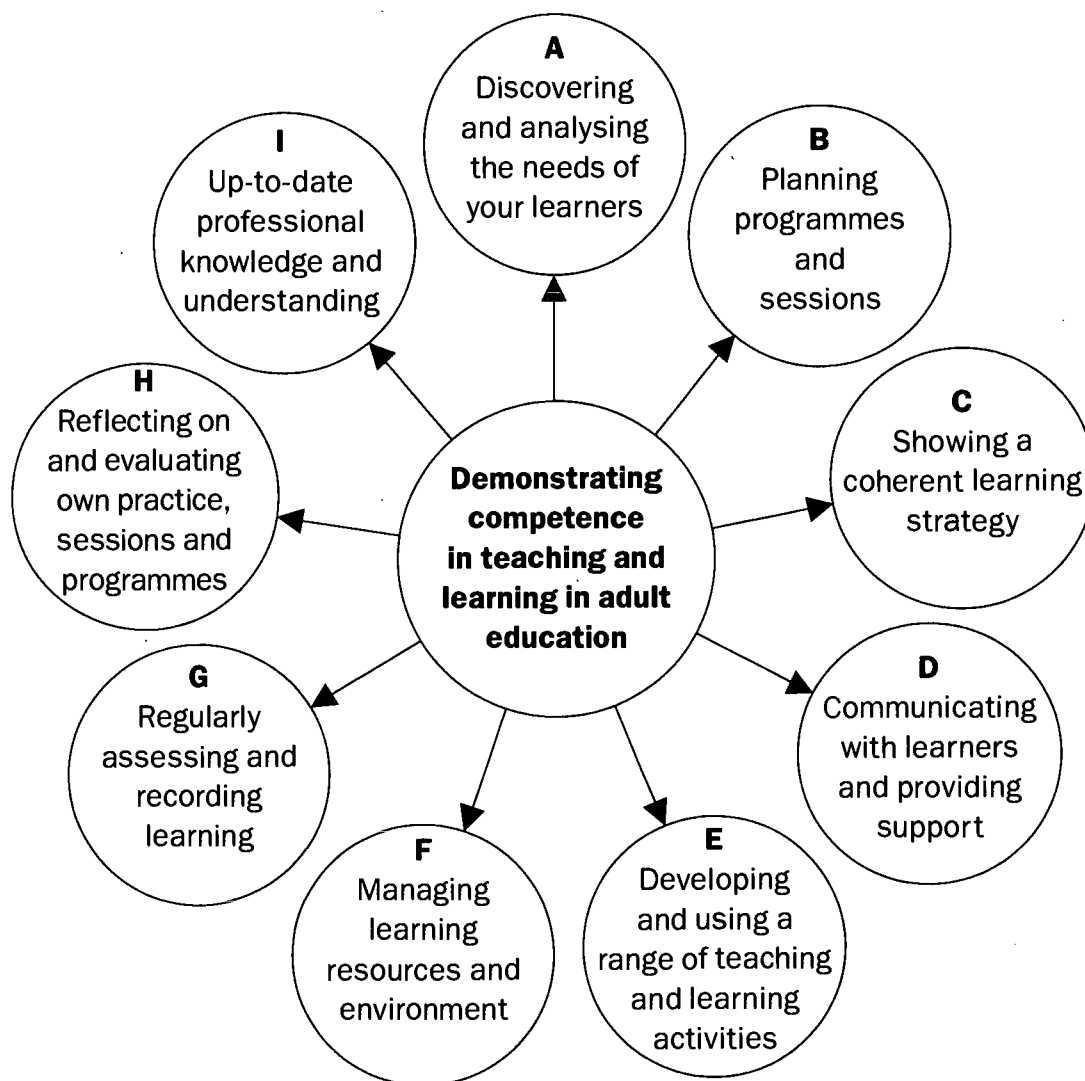 A
Discovering
and analysing
the needs of
your learners
B
Planning
programmes
and
sessions
C
Showing a
coherent learning
strategy
D
Communicating
with learners
and providing
support
E
Developing
and using a
range of teaching
and learning
activities
F
Managing
learning
resources and
environment
G
Regularly
assessing and
recording
learning
H
Reflecting on
and evaluating
own practice,
sessions and
programmes
I
Up-to-date
professional
knowledge and
understanding
Demonstrating
competence
in teaching and
learning in adult
education